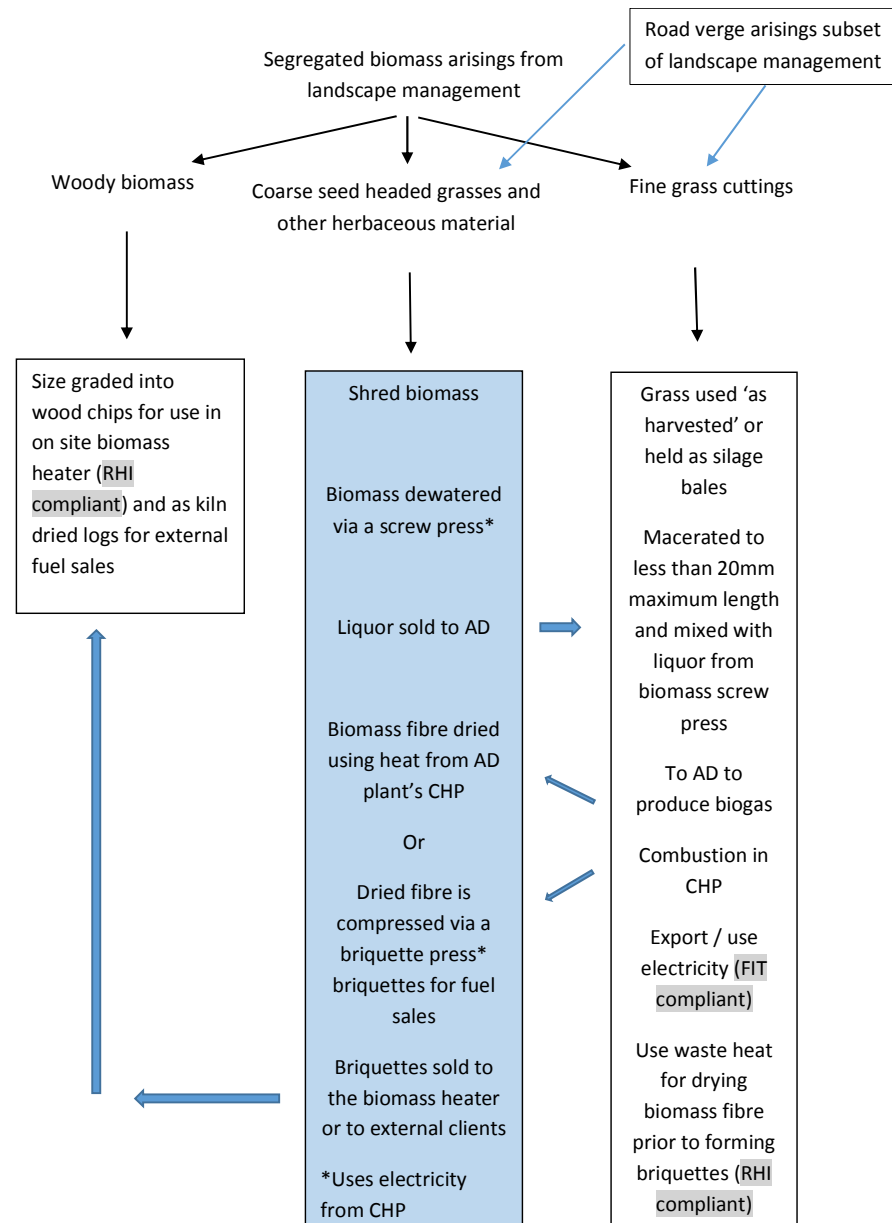 Road verge arisings subset
of landscape management
Segregated biomass arisings from
landscape management
Woody biomass
Coarse seed headed grasses and
other herbaceous material
Fine grass cuttings
Size graded into
wood chips for use in
on site biomass
heater (RHI
compliant) and as kiln
dried logs for external
fuel sales
Shred biomass
Biomass dewatered
via a screw press*
Liquor sold to AD
Biomass fibre dried
using heat from AD
plant's CHP
Or
Dried fibre is
compressed via a
briquette press*
briquettes for fuel
sales
Briquettes sold to
the biomass heater
or to external clients
*Uses electricity
from CHP
Grass used ‘as
harvested’ or
held as silage
bales
Macerated to
less than 20mm
maximum length
and mixed with
liquor from
biomass screw
press
To AD to
produce biogas
Combustion in
CHP
Export / use
electricity (FIT
compliant)
Use waste heat
for drying
biomass fibre
prior to forming
briquettes (RHI
compliant)